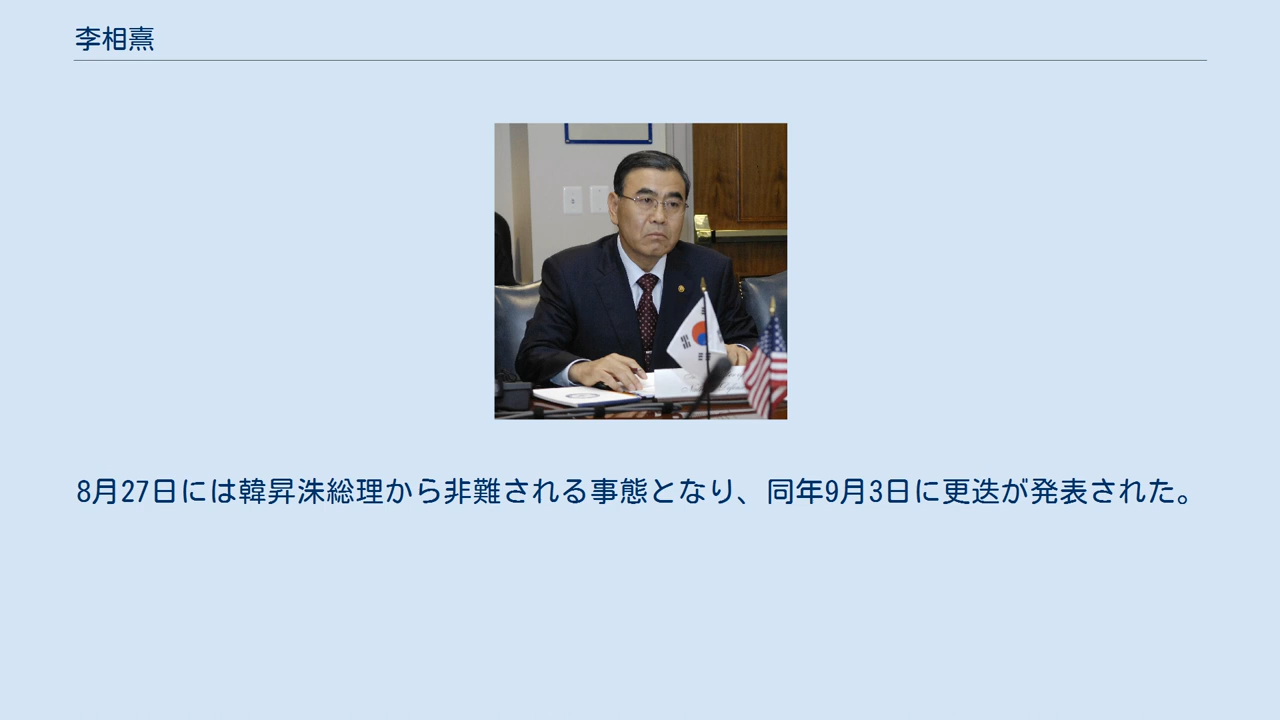 李相熹
8月27日には韓昇洙総理から非難される事態となり、同年9月3日に更迭が発表された。